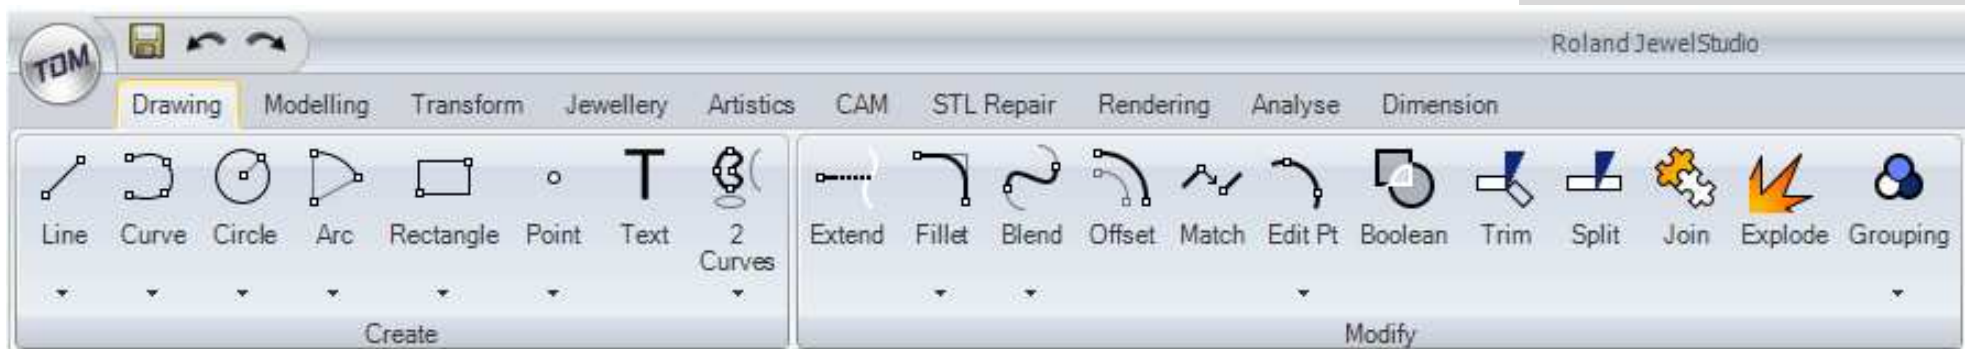 Roland JewelStudio
TDM
Drawing Modelling Transform Jewellery Artistics CAM STL Repair Rendering Analyse Dimension
Line Curve Circle Arc Rectangle Point Text 2 Curves
Create
Extend Fillet Blend Offset Match Edit Pt Boolean Trim Split Join Explode Grouping
Modify